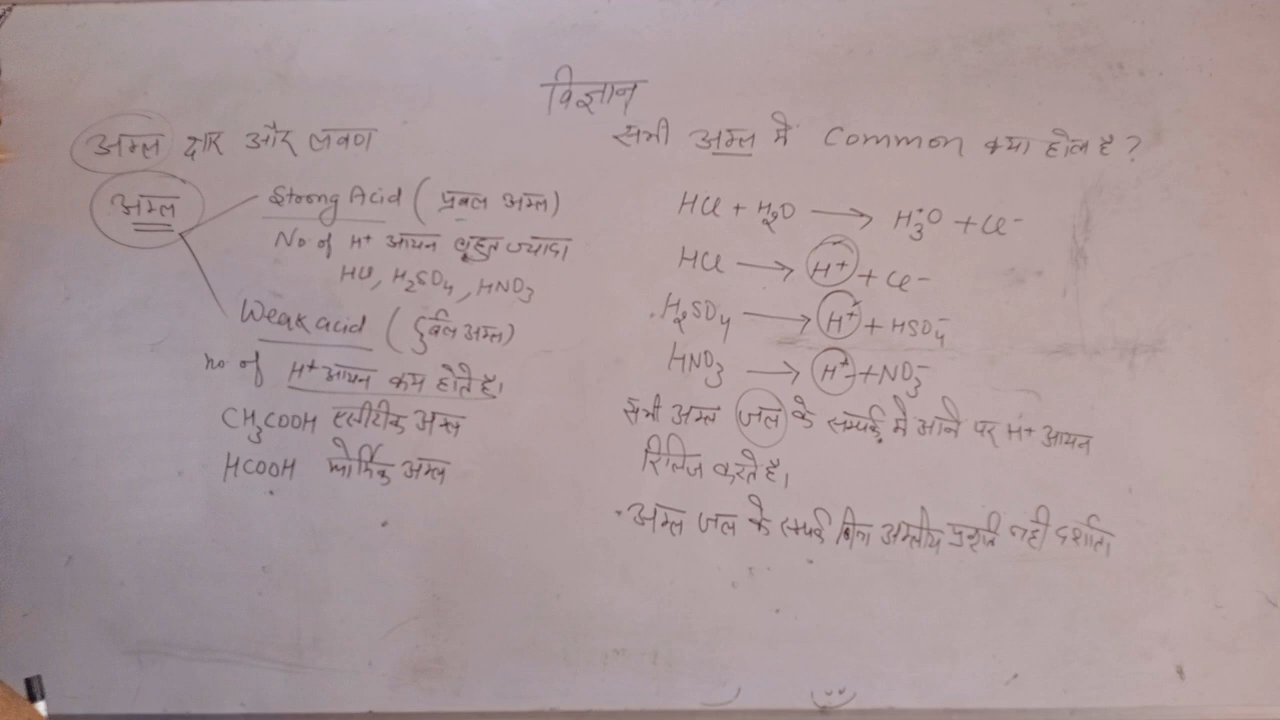 विज्ञान
अम्ल क्षार और लवण
अम्ल
Strong Acid (प्रबल अम्ल)
No of H+ आयन बहुत ज्यादा
HCl, H₂SO₄, HNO₃
Weak acid (दुर्बल अम्ल)
no of H+ आयन कम होते है।
CH₃COOH एसीटीक अम्ल
HCOOH फोर्मिक अम्ल
सभी अम्ल मे Common क्या होता है?
HCl + H₂O → H₃⁺O + Cl⁻
HCl → H⁺ + Cl⁻
H₂SO₄ → H⁺ + HSO₄⁻
HNO₃ → H⁺ + NO₃⁻
सभी अम्ल जल के सम्पर्क मे आने पर H+ आयन
रिलिज करते है।
• अम्ल जल के सम्पर्क बिना अम्लीय प्रकृति नही दर्शाता